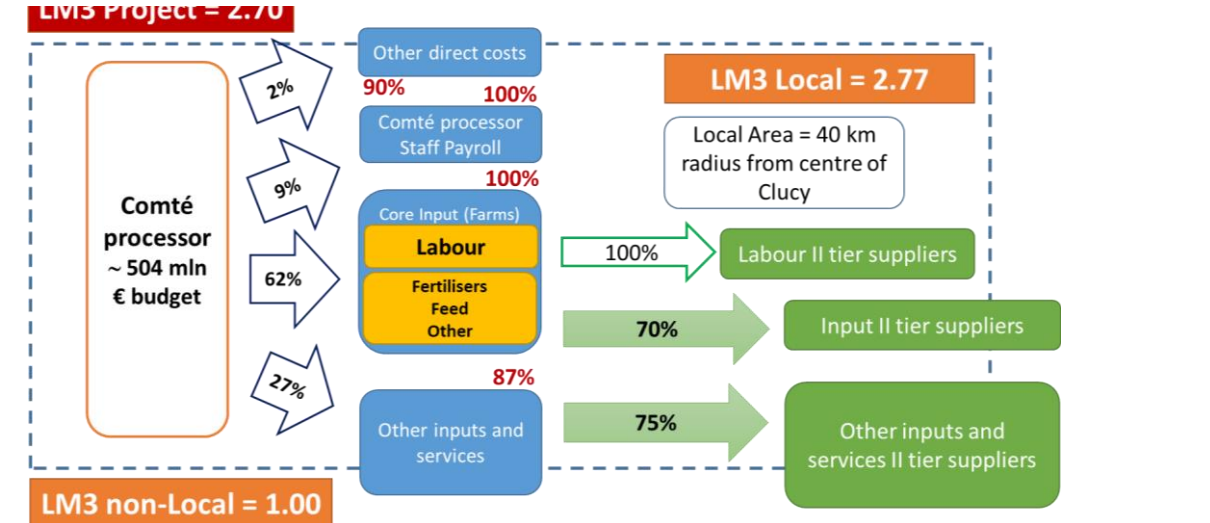 LM3 Project = 2.70
Other direct costs
2%
90%
100%
LM3 Local = 2.77
Comté processor
Staff Payroll
Local Area = 40 km
radius from centre of
Clucy
9%
100%
Comté
processor
~ 504 mln
€ budget
Core Input (Farms)
Labour
100%
Labour II tier suppliers
62%
Fertilisers
Feed
Other
70%
Input II tier suppliers
27%
87%
Other inputs and
services
75%
Other inputs and
services II tier suppliers
LM3 non-Local = 1.00